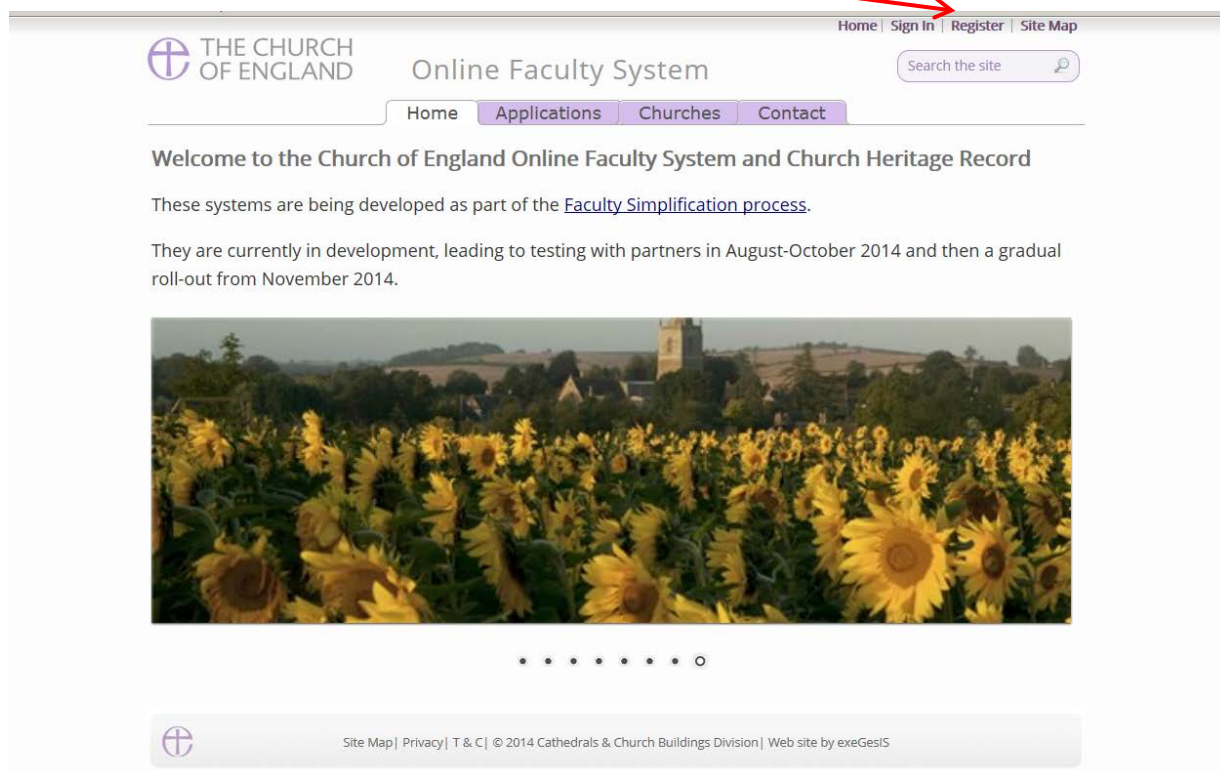 Home | Sign In | Register | Site Map
THE CHURCH
OF ENGLAND
Online Faculty System
Search the site
Home Applications Churches Contact
Welcome to the Church of England Online Faculty System and Church Heritage Record
These systems are being developed as part of the Faculty Simplification process.
They are currently in development, leading to testing with partners in August-October 2014 and then a gradual
roll-out from November 2014.
Site Map| Privacy| T & C| © 2014 Cathedrals & Church Buildings Division| Web site by exeGesIS